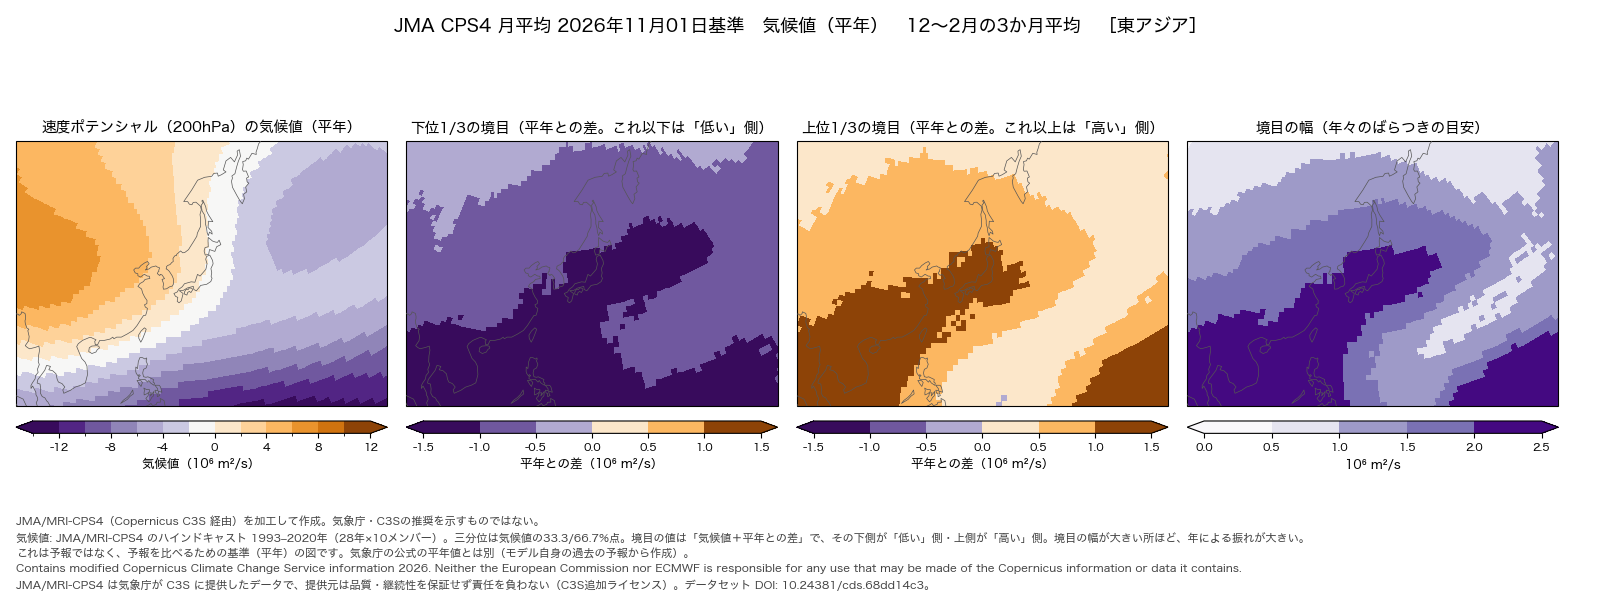 JMA CPS4 月平均 2026年11月01日基準　気候値（平年）　12～2月の3か月平均　［東アジア］
速度ポテンシャル（200hPa）の気候値（平年）
下位1/3の境目（平年との差。これ以下は「低い」側）
上位1/3の境目（平年との差。これ以上は「高い」側）
境目の幅（年々のばらつきの目安）
-12 -8 -4 0 4 8 12
-1.5 -1.0 -0.5 0.0 0.5 1.0 1.5
-1.5 -1.0 -0.5 0.0 0.5 1.0 1.5
0.0 0.5 1.0 1.5 2.0 2.5
気候値（10⁶ m²/s）
平年との差（10⁶ m²/s）
平年との差（10⁶ m²/s）
10⁶ m²/s
JMA/MRI-CPS4（Copernicus C3S 経由）を加工して作成。気象庁・C3Sの推奨を示すものではない。
気候値: JMA/MRI-CPS4 のハインドキャスト 1993–2020年（28年×10メンバー）。三分位は気候値の33.3/66.7%点。境目の値は「気候値＋平年との差」で、その下側が「低い」側・上側が「高い」側。境目の幅が大きい所ほど、年による振れが大きい。
これは予報ではなく、予報を比べるための基準（平年）の図です。気象庁の公式の平年値とは別（モデル自身の過去の予報から作成）。
Contains modified Copernicus Climate Change Service information 2026. Neither the European Commission nor ECMWF is responsible for any use that may be made of the Copernicus information or data it contains.
JMA/MRI-CPS4 は気象庁が C3S に提供したデータで、提供元は品質・継続性を保証せず責任を負わない（C3S追加ライセンス）。データセット DOI: 10.24381/cds.68dd14c3。